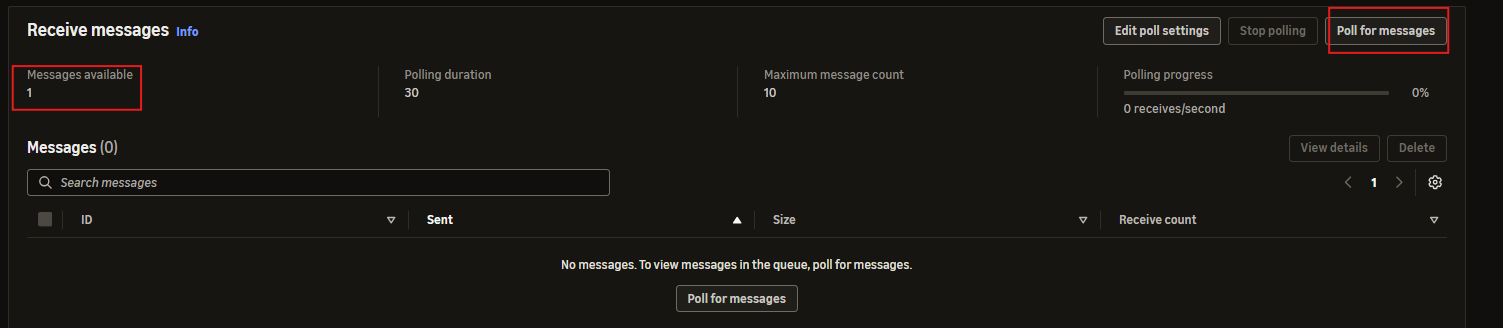 Receive messages Info
Edit poll settings
Stop polling
Poll for messages
Messages available
1
Polling duration
30
Maximum message count
10
Polling progress
0%
0 receives/second
Messages (0)
View details
Delete
Search messages
1
ID
Sent
Size
Receive count
No messages. To view messages in the queue, poll for messages.
Poll for messages